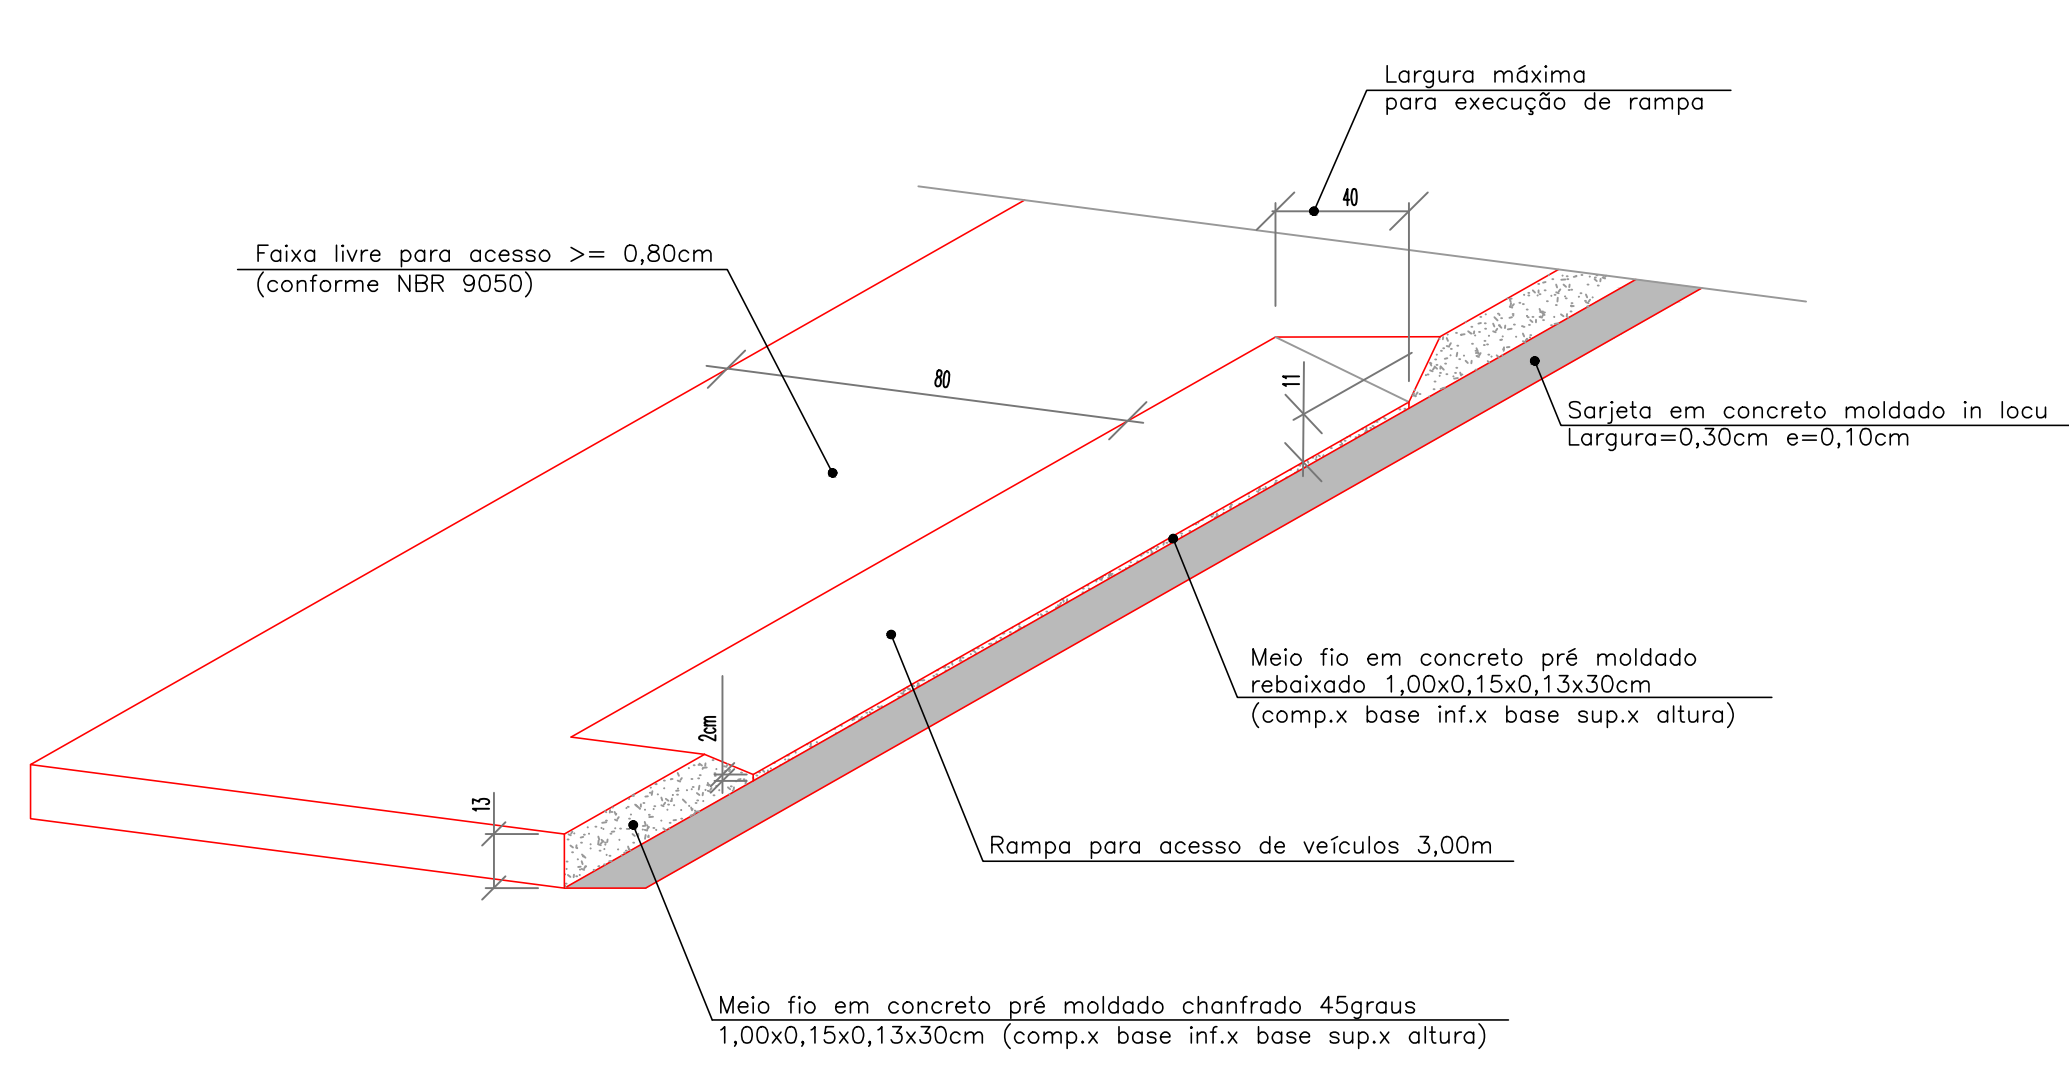 Largura máxima
para execução de rampa
40
Faixa livre para acesso >= 0,80cm
(conforme NBR 9050)
80
11
Sarjeta em concreto moldado in locu
Largura=0,30cm e=0,10cm
Meio fio em concreto pré moldado
rebaixado 1,00x0,15x0,13x30cm
(comp.x base inf.x base sup.x altura)
2cm
13
Rampa para acesso de veículos 3,00m
Meio fio em concreto pré moldado chanfrado 45graus
1,00x0,15x0,13x30cm (comp.x base inf.x base sup.x altura)